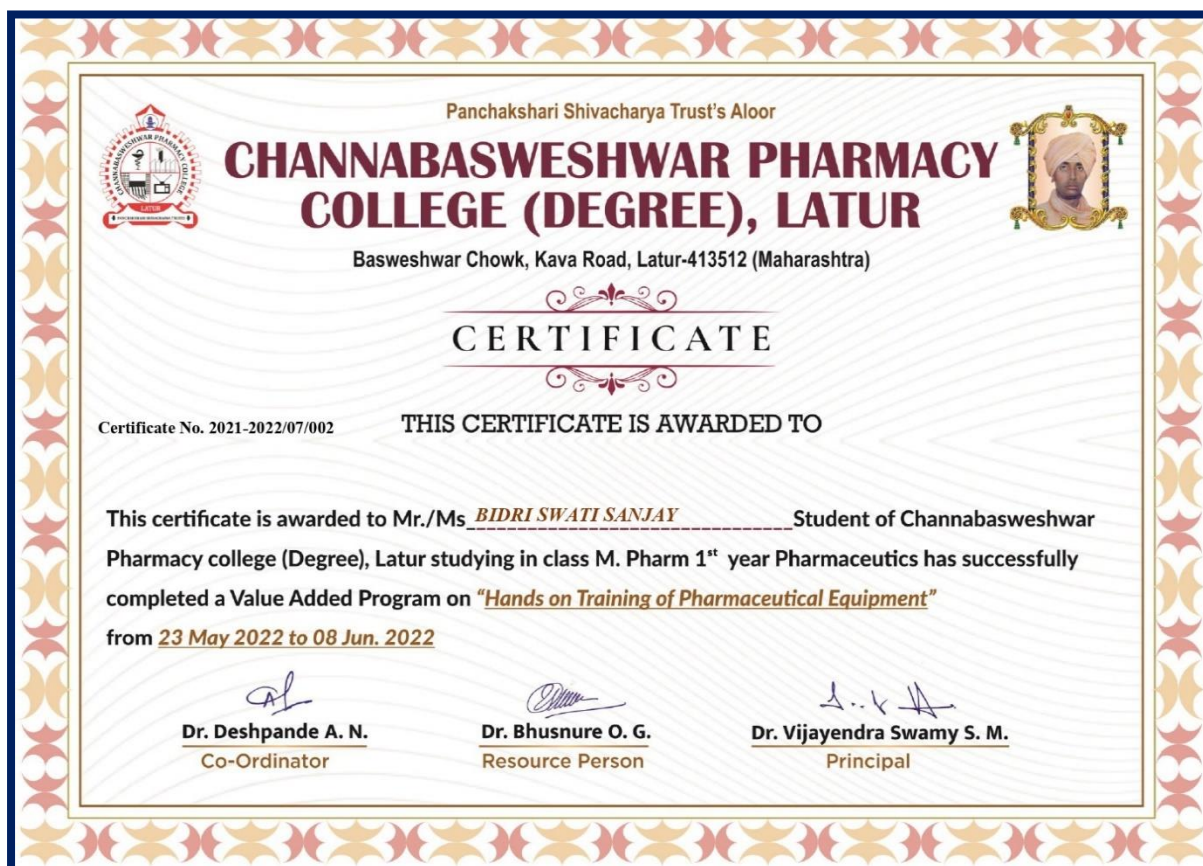 Panchakshari Shivacharya Trust's Aloor
CHANNABASWESHWAR PHARMACY
COLLEGE (DEGREE), LATUR
CHANNABASWESHWAR PHARMACY COLLEGE
LATUR
Basweshwar Chowk, Kava Road, Latur-413512 (Maharashtra)
CERTIFICATE
Certificate No. 2021-2022/07/002
THIS CERTIFICATE IS AWARDED TO
This certificate is awarded to Mr./Ms BIDRI SWATI SANJAY Student of Channabasweshwar
Pharmacy college (Degree), Latur studying in class M. Pharm 1st year Pharmaceutics has successfully
completed a Value Added Program on "Hands on Training of Pharmaceutical Equipment"
from 23 May 2022 to 08 Jun. 2022
Dr. Deshpande A. N. Dr. Bhusnure O. G. Dr. Vijayendra Swamy S. M.
Co-Ordinator Resource Person Principal